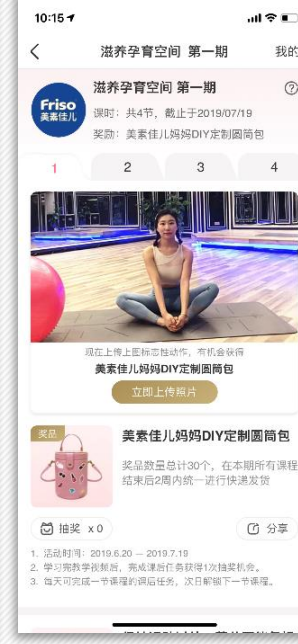 10:15
滋养孕育空间 第一期
我的
Friso
美素佳儿
滋养孕育空间 第一期
课时：共4节，截止于2019/07/19
奖励：美素佳儿妈妈DIY定制圆筒包
1 2 3 4
现在上传上图标志性动作，有机会获得
美素佳儿妈妈DIY定制圆筒包
立即上传照片
奖品
美素佳儿妈妈DIY定制圆筒包
奖品数量总计30个，在本期所有课程
结束后2周内统一进行快递发货
抽奖 x0
分享
1. 活动时间：2019.6.20 — 2019.7.19
2. 学习完教学视频后，完成课后任务获得1次抽奖机会。
3. 每天可完成一节课程的课后任务，次日解锁下一节课程。